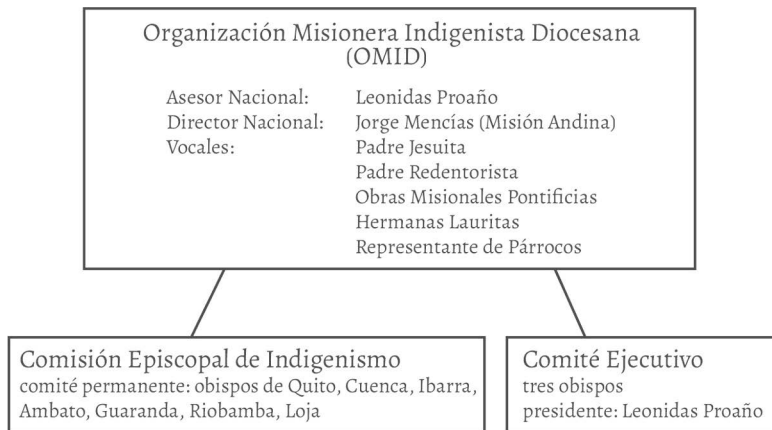 Organización Misionera Indigenista Diocesana
(OMID)
Asesor Nacional: Leonidas Proaño
Director Nacional: Jorge Mencías (Misión Andina)
Vocales: Padre Jesuita
Padre Redentorista
Obras Misionales Pontificias
Hermanas Lauritas
Representante de Párrocos
Comisión Episcopal de Indigenismo
comité permanente: obispos de Quito, Cuenca, Ibarra,
Ambato, Guaranda, Riobamba, Loja
Comité Ejecutivo
tres obispos
presidente: Leonidas Proaño